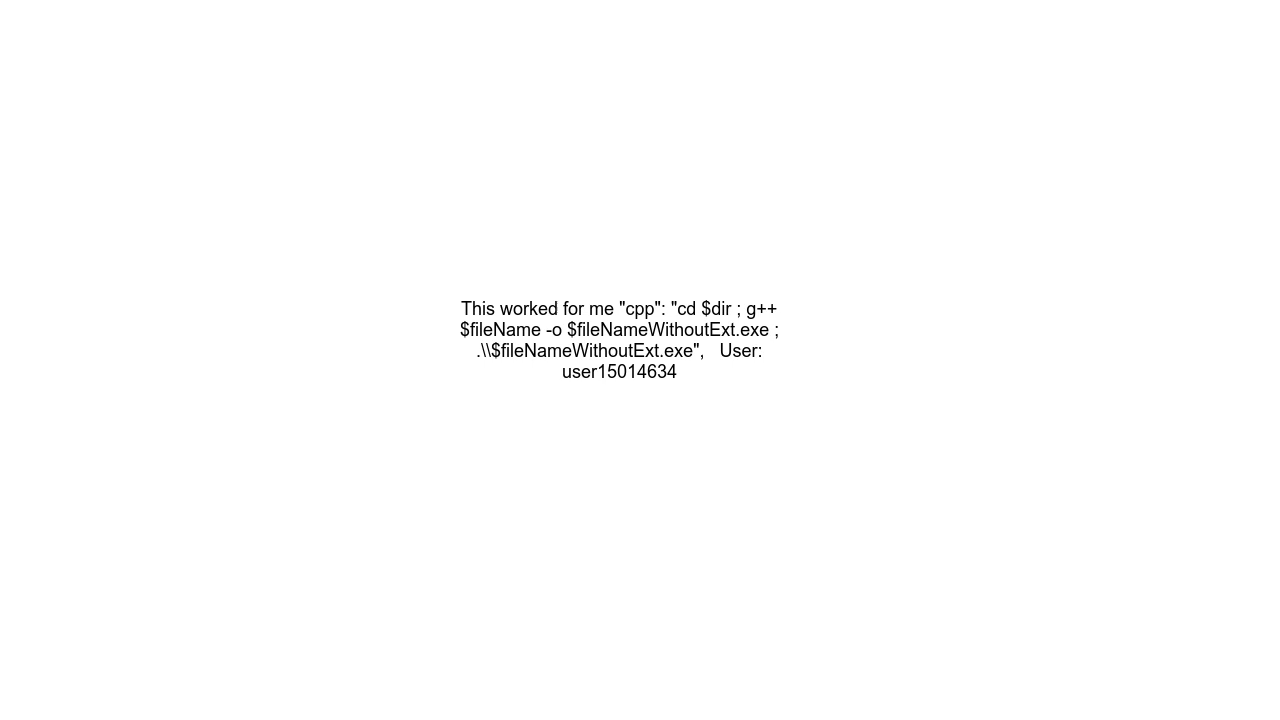 This worked for me "cpp": "cd $dir ; g++
$fileName -o $fileNameWithoutExt.exe ;
.\\$fileNameWithoutExt.exe",   User:
user15014634